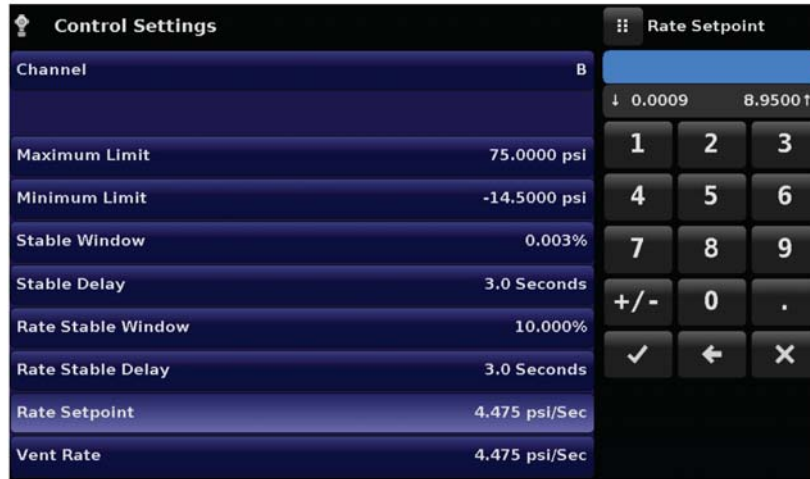 Control Settings
Channel B
Maximum Limit 75.0000 psi
Minimum Limit -14.5000 psi
Stable Window 0.003%
Stable Delay 3.0 Seconds
Rate Stable Window 10.000%
Rate Stable Delay 3.0 Seconds
Rate Setpoint 4.475 psi/Sec
Vent Rate 4.475 psi/Sec
Rate Setpoint
↓ 0.0009 8.9500↑
1 2 3
4 5 6
7 8 9
+/- 0 .